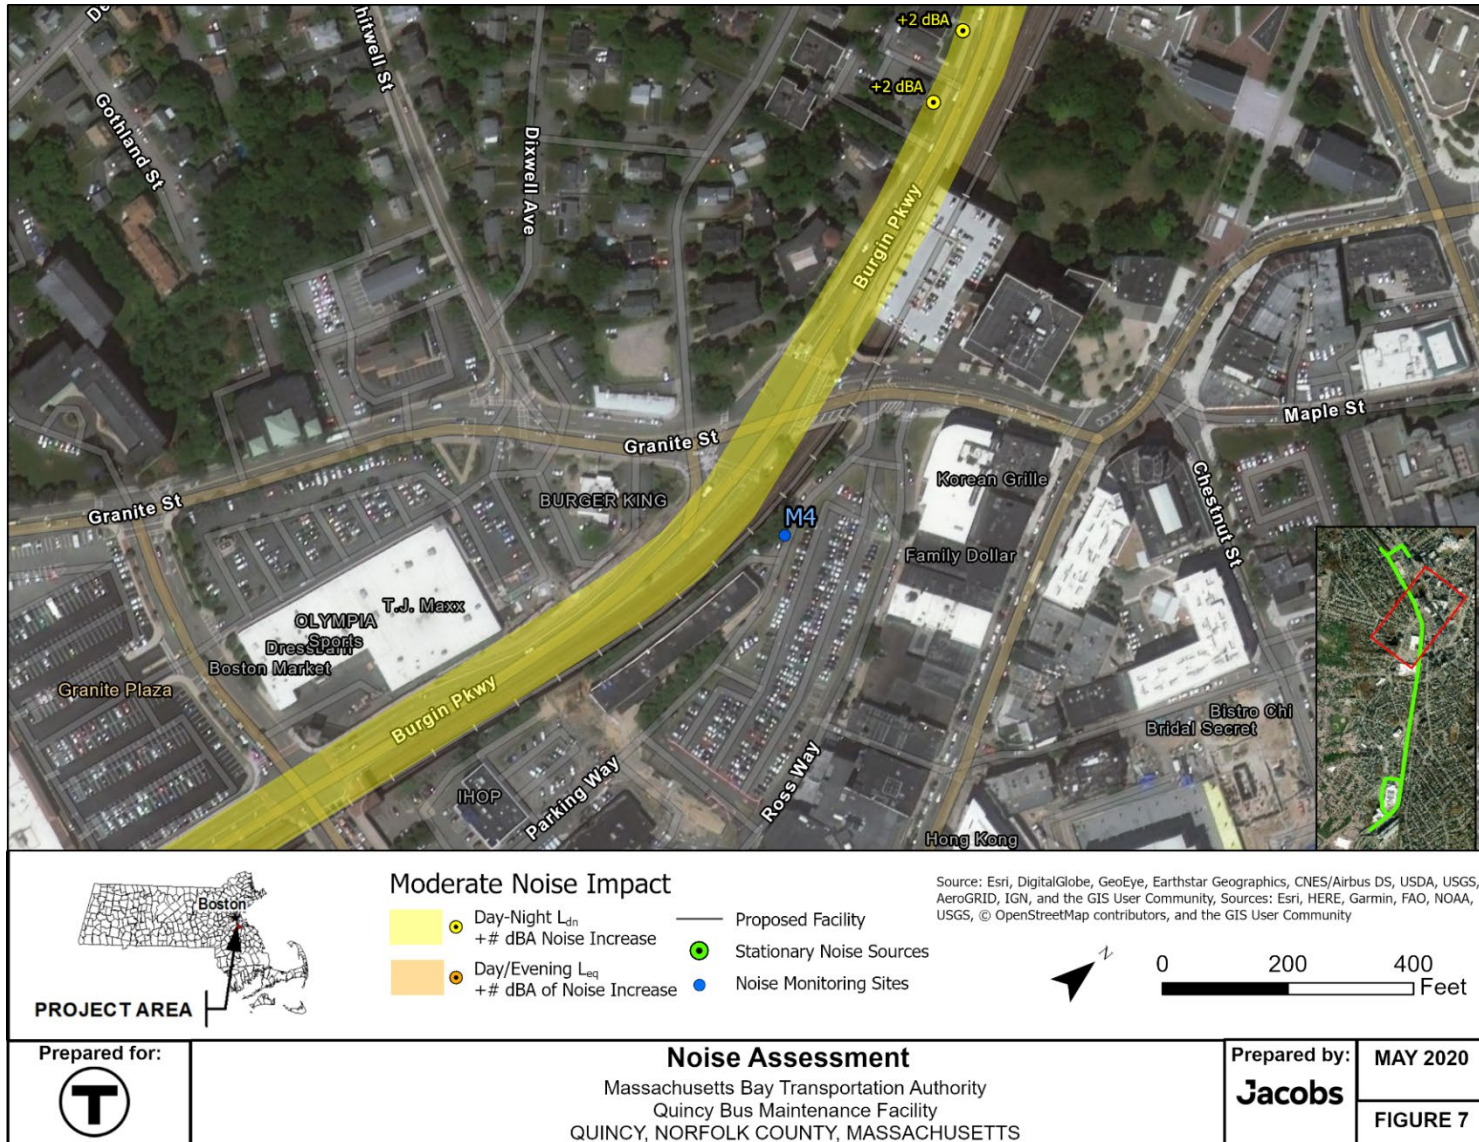 +2 dBA
+2 dBA
hitwell St
Gothland St
Dixwell Ave
Burgin Pkwy
Granite St
Maple St
Granite St
Chestnut St
BURGER KING
M4
Korean Grille
Family Dollar
T.J. Maxx
OLYMPIA
Sports
Dressbarn
Boston Market
Granite Plaza
Burgin Pkwy
Bistro Chi
Bridal Secret
IHOP
Parking Way
Ross Way
Hong Kong
Boston
PROJECT AREA
Moderate Noise Impact
Day-Night Ldn
+# dBA Noise Increase
Day/Evening Leq
+# dBA of Noise Increase
Proposed Facility
Stationary Noise Sources
Noise Monitoring Sites
Source: Esri, DigitalGlobe, GeoEye, Earthstar Geographics, CNES/Airbus DS, USDA, USGS,
AeroGRID, IGN, and the GIS User Community, Sources: Esri, HERE, Garmin, FAO, NOAA,
USGS, © OpenStreetMap contributors, and the GIS User Community
N
0 200 400
Feet
Prepared for:
T
Noise Assessment
Massachusetts Bay Transportation Authority
Quincy Bus Maintenance Facility
QUINCY, NORFOLK COUNTY, MASSACHUSETTS
Prepared by:
Jacobs
MAY 2020
FIGURE 7